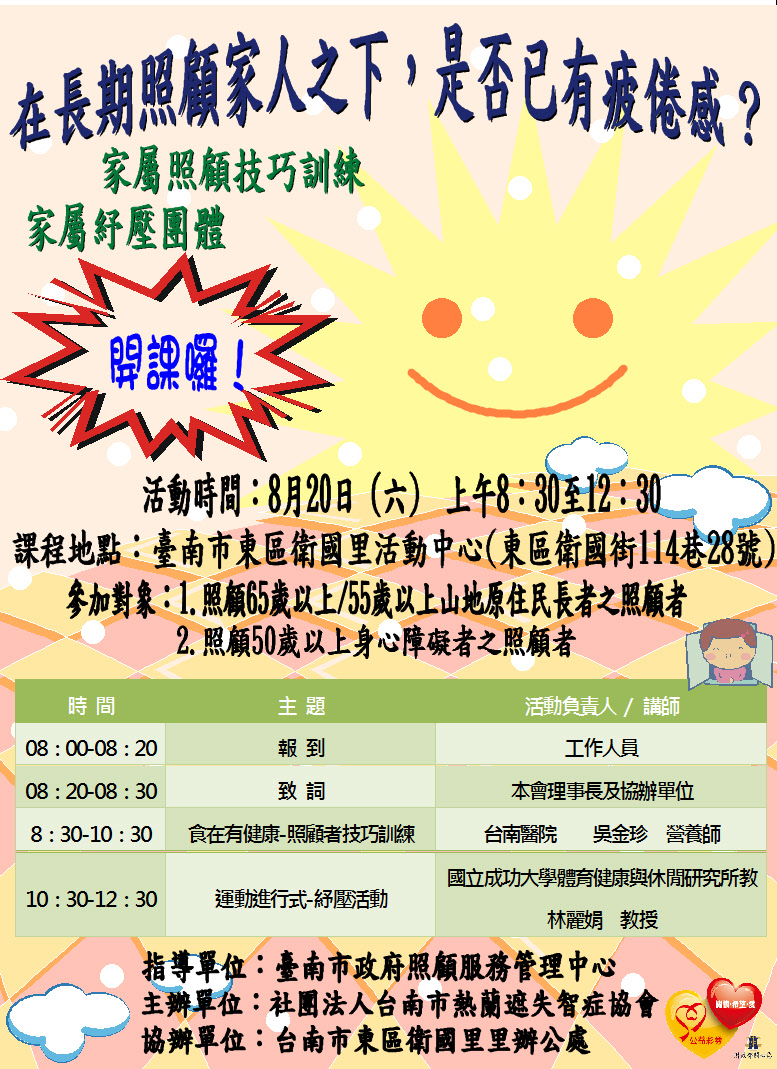 在長期照顧家人之下，是否已有疲倦感？
家屬照顧技巧訓練
家屬紓壓團體
開課囉！
活動時間：8月20日（六） 上午8：30至12：30
課程地點：臺南市東區衛國里活動中心(東區衛國街114巷28號)
參加對象：1.照顧65歲以上/55歲以上山地原住民長者之照顧者
2.照顧50歲以上身心障礙者之照顧者
時 間 主 題 活動負責人 / 講師
08：00-08：20 報 到 工作人員
08：20-08：30 致 詞 本會理事長及協辦單位
8：30-10：30 食在有健康-照顧者技巧訓練 台南醫院 吳金珍 營養師
10：30-12：30 運動進行式-紓壓活動 國立成功大學體育健康與休閒研究所教
林麗娟 教授
指導單位：臺南市政府照顧服務管理中心
主辦單位：社團法人台南市熱蘭遮失智症協會
協辦單位：台南市東區衛國里里辦公處
公益彩券